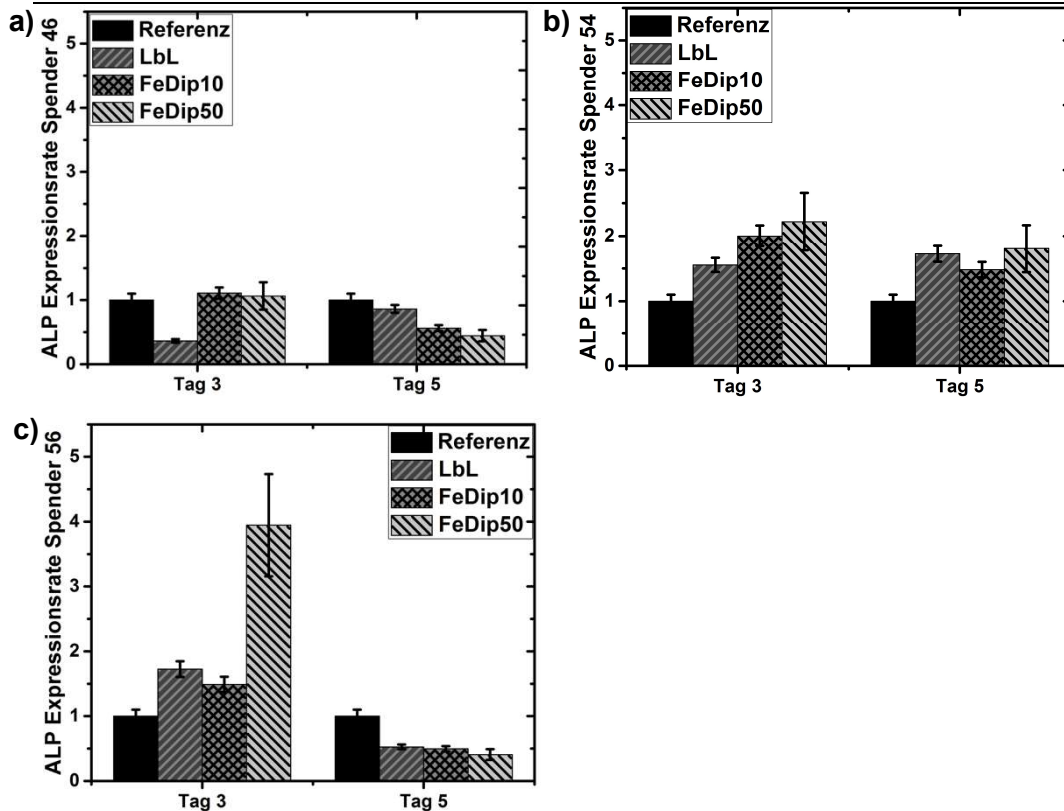 a)
ALP Expressionsrate Spender 46
5
4
3
2
1
0
Referenz
LbL
FeDip10
FeDip50
Tag 3 Tag 5
b)
ALP Expressionsrate Spender 54
5
4
3
2
1
0
Referenz
LbL
FeDip10
FeDip50
Tag 3 Tag 5
c)
ALP Expressionsrate Spender 56
5
4
3
2
1
0
Referenz
LbL
FeDip10
FeDip50
Tag 3 Tag 5